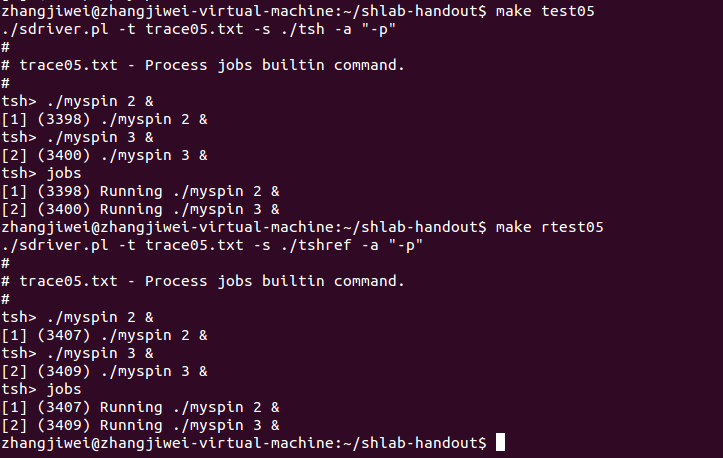 zhangjiwei@zhangjiwei-virtual-machine:~/shlab-handout$ make test05
./sdriver.pl -t trace05.txt -s ./tsh -a "-p"
#
# trace05.txt - Process jobs builtin command.
#
tsh> ./myspin 2 &
[1] (3398) ./myspin 2 &
tsh> ./myspin 3 &
[2] (3400) ./myspin 3 &
tsh> jobs
[1] (3398) Running ./myspin 2 &
[2] (3400) Running ./myspin 3 &
zhangjiwei@zhangjiwei-virtual-machine:~/shlab-handout$ make rtest05
./sdriver.pl -t trace05.txt -s ./tshref -a "-p"
#
# trace05.txt - Process jobs builtin command.
#
tsh> ./myspin 2 &
[1] (3407) ./myspin 2 &
tsh> ./myspin 3 &
[2] (3409) ./myspin 3 &
tsh> jobs
[1] (3407) Running ./myspin 2 &
[2] (3409) Running ./myspin 3 &
zhangjiwei@zhangjiwei-virtual-machine:~/shlab-handout$